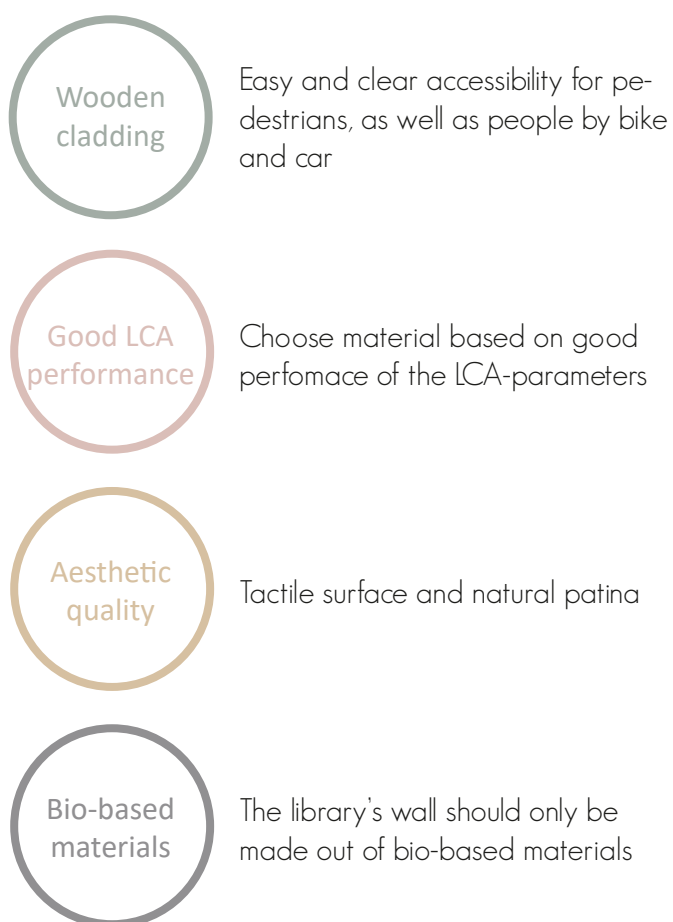 Wooden
cladding
Easy and clear accessibility for pe-
destrians, as well as people by bike
and car
Good LCA
performance
Choose material based on good
perfomace of the LCA-parameters
Aesthetic
quality
Tactile surface and natural patina
Bio-based
materials
The library's wall should only be
made out of bio-based materials